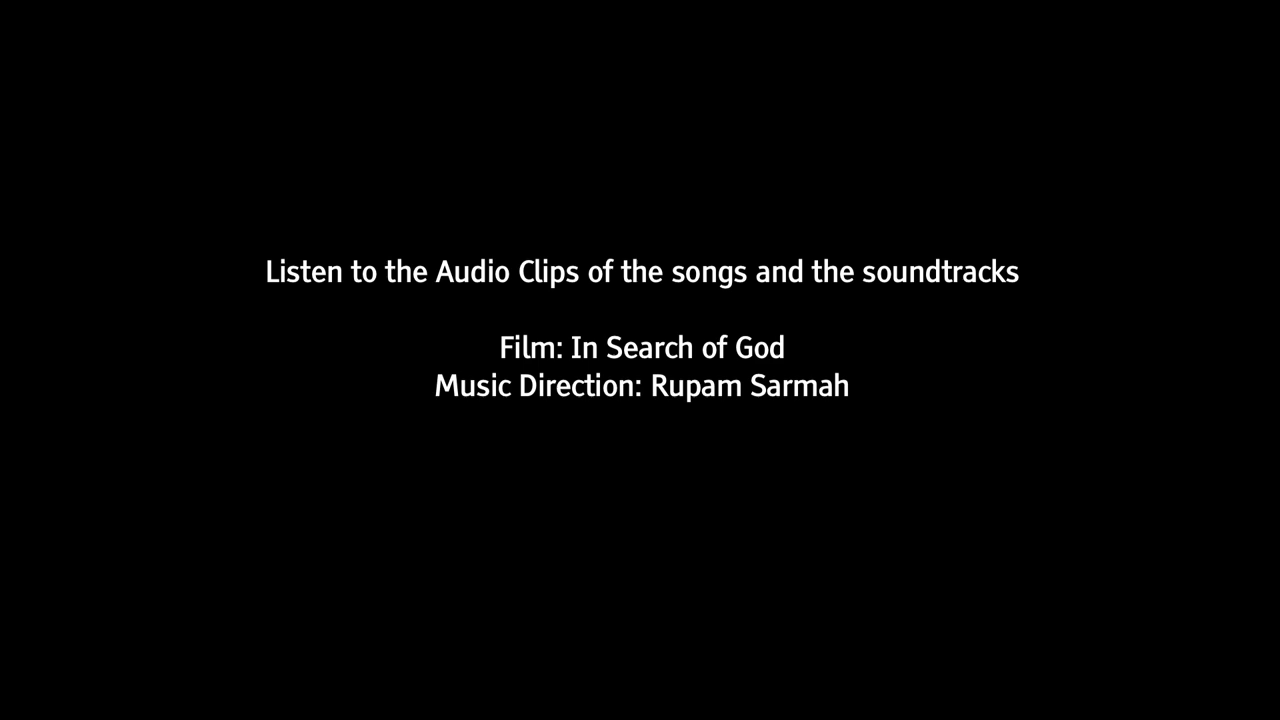 Listen to the Audio Clips of the songs and the soundtracks
Film: In Search of God
Music Direction: Rupam Sarmah